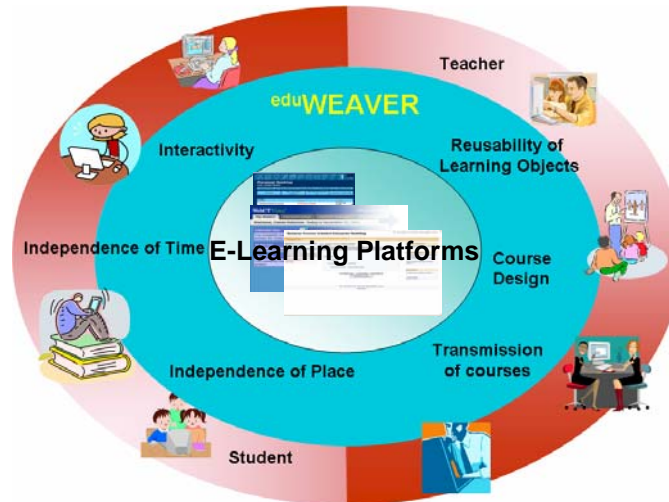 Teacher
eduWEAVER
Interactivity
Reusability of
Learning Objects
Independence of Time
E-Learning Platforms
Course
Design
Independence of Place
Transmission
of courses
Student